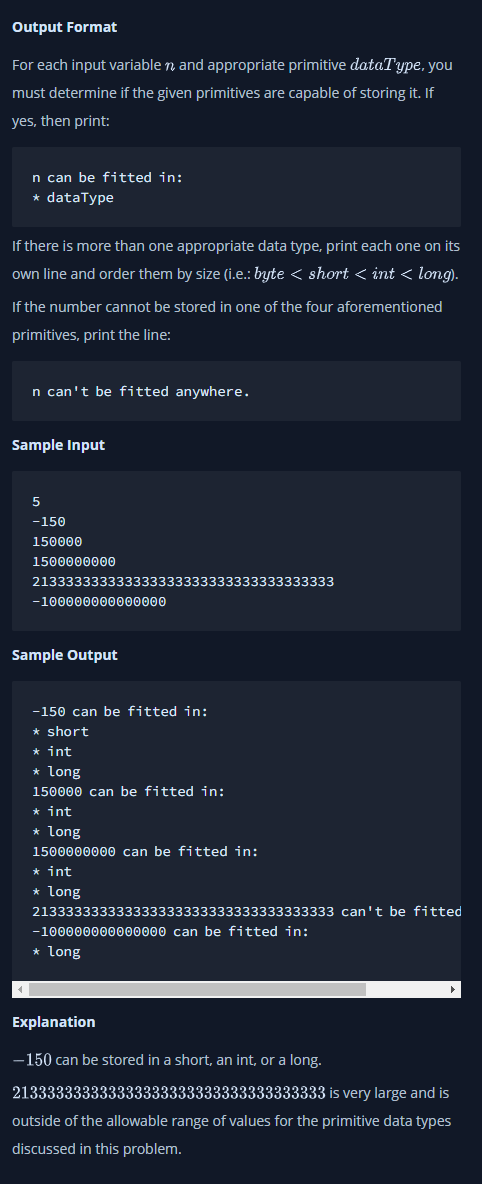 Output Format
For each input variable n and appropriate primitive dataType, you
must determine if the given primitives are capable of storing it. If
yes, then print:
n can be fitted in:
* dataType
If there is more than one appropriate data type, print each one on its
own line and order them by size (i.e.: byte < short < int < long).
If the number cannot be stored in one of the four aforementioned
primitives, print the line:
n can't be fitted anywhere.
Sample Input
5
-150
150000
1500000000
213333333333333333333333333333333333
-100000000000000
Sample Output
-150 can be fitted in:
* short
* int
* long
150000 can be fitted in:
* int
* long
1500000000 can be fitted in:
* int
* long
213333333333333333333333333333333333 can't be fitted
-100000000000000 can be fitted in:
* long
Explanation
−150 can be stored in a short, an int, or a long.
213333333333333333333333333333333333 is very large and is
outside of the allowable range of values for the primitive data types
discussed in this problem.